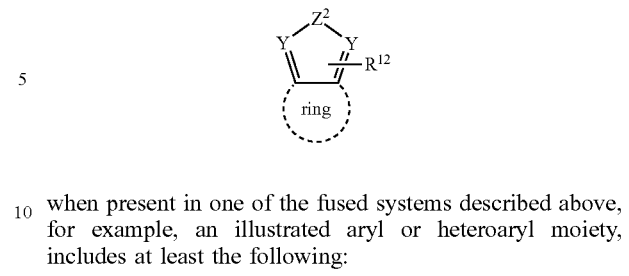 Z²
Y Y
R¹²
5
ring
10 when present in one of the fused systems described above,
for example, an illustrated aryl or heteroaryl moiety,
includes at least the following: